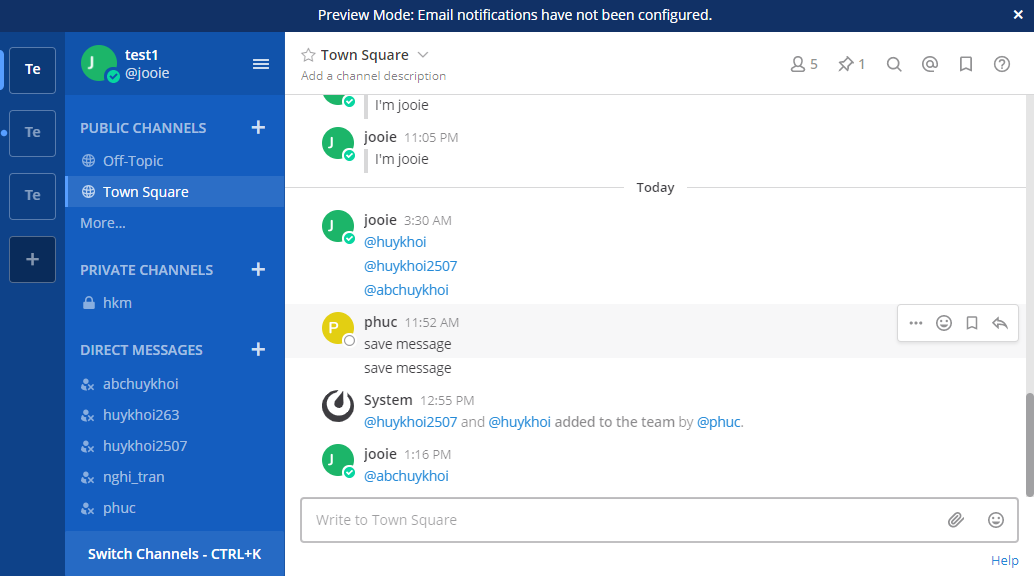 Preview Mode: Email notifications have not been configured.
Te
Te
Te
J
test1
@jooie
PUBLIC CHANNELS
Off-Topic
Town Square
More...
PRIVATE CHANNELS
hkm
DIRECT MESSAGES
abchuykhoi
huykhoi263
huykhoi2507
nghi_tran
phuc
Switch Channels - CTRL+K
Town Square
Add a channel description
5
1
I'm jooie
J
jooie 11:05 PM
I'm jooie
Today
J
jooie 3:30 AM
@huykhoi
@huykhoi2507
@abchuykhoi
P
phuc 11:52 AM
save message
save message
System 12:55 PM
@huykhoi2507 and @huykhoi added to the team by @phuc.
J
jooie 1:16 PM
@abchuykhoi
Write to Town Square
Help